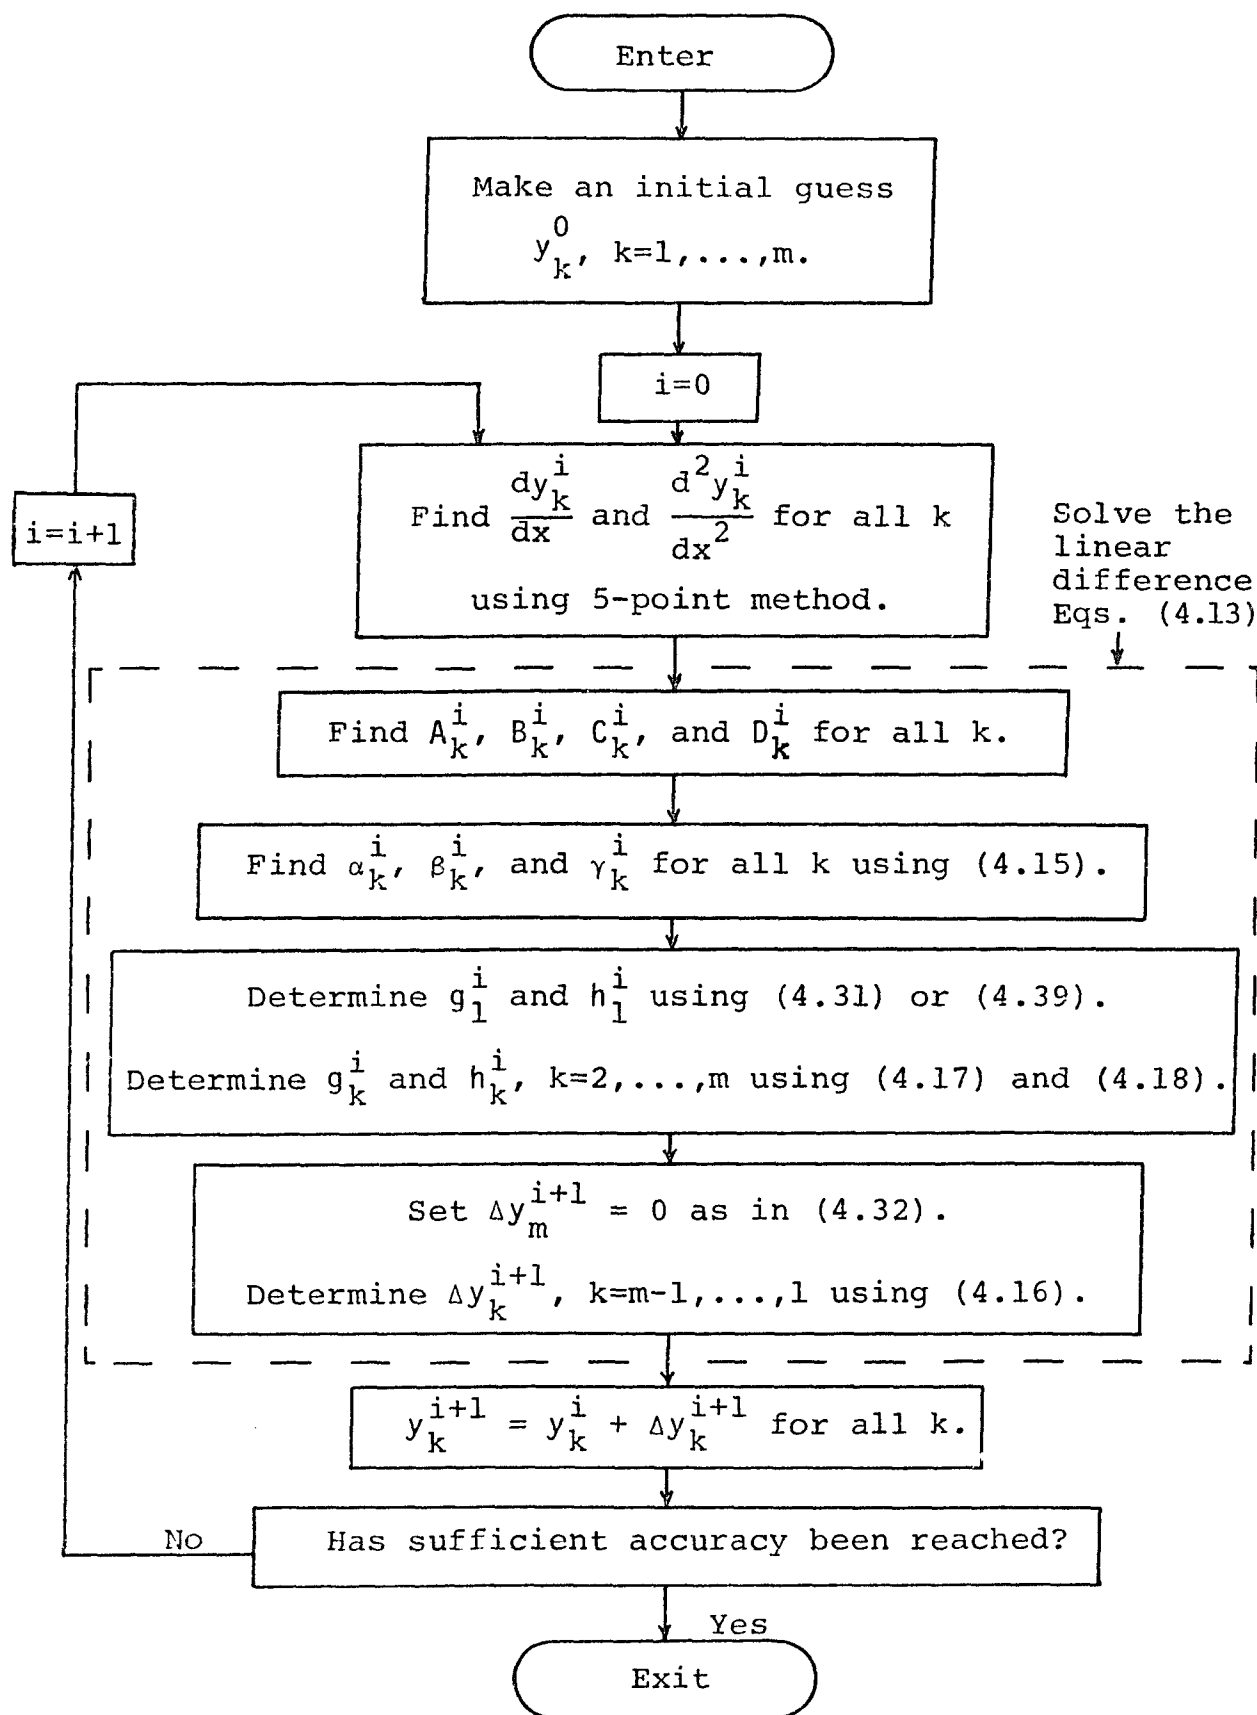 Enter
Make an initial guess
y_k^0, k=1,...,m.
i=0
i=i+1
Find dy_k^i/dx and d^2y_k^i/dx^2 for all k
using 5-point method.
Solve the
linear
difference
Eqs. (4.13)
Find A_k^i, B_k^i, C_k^i, and D_k^i for all k.
Find α_k^i, β_k^i, and γ_k^i for all k using (4.15).
Determine g_1^i and h_1^i using (4.31) or (4.39).
Determine g_k^i and h_k^i, k=2,...,m using (4.17) and (4.18).
Set Δy_m^{i+1} = 0 as in (4.32).
Determine Δy_k^{i+1}, k=m-1,...,1 using (4.16).
y_k^{i+1} = y_k^i + Δy_k^{i+1} for all k.
Has sufficient accuracy been reached?
No
Yes
Exit